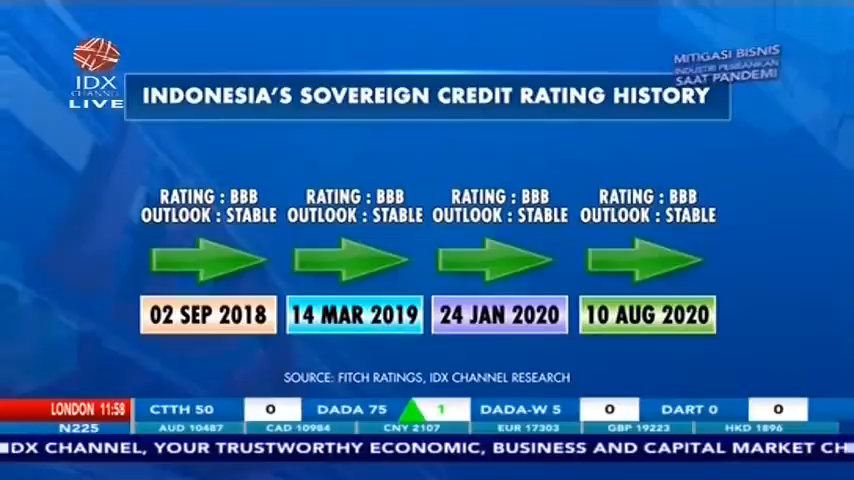 IDX
CHANNEL
LIVE
MITIGASI BISNIS
INDUSTRI PERBANKAN
SAAT PANDEMI
INDONESIA'S SOVEREIGN CREDIT RATING HISTORY
RATING : BBB
OUTLOOK : STABLE
RATING : BBB
OUTLOOK : STABLE
RATING : BBB
OUTLOOK : STABLE
RATING : BBB
OUTLOOK : STABLE
02 SEP 2018
14 MAR 2019
24 JAN 2020
10 AUG 2020
SOURCE: FITCH RATINGS, IDX CHANNEL RESEARCH
LONDON 11:58 CTTH 50 0 DADA 75 1 DADA-W 5 0 DART 0 0
N225 AUD 10487 CAD 10984 CNY 2107 EUR 17303 GBP 19223 HKD 1896
DX CHANNEL, YOUR TRUSTWORTHY ECONOMIC, BUSINESS AND CAPITAL MARKET CH